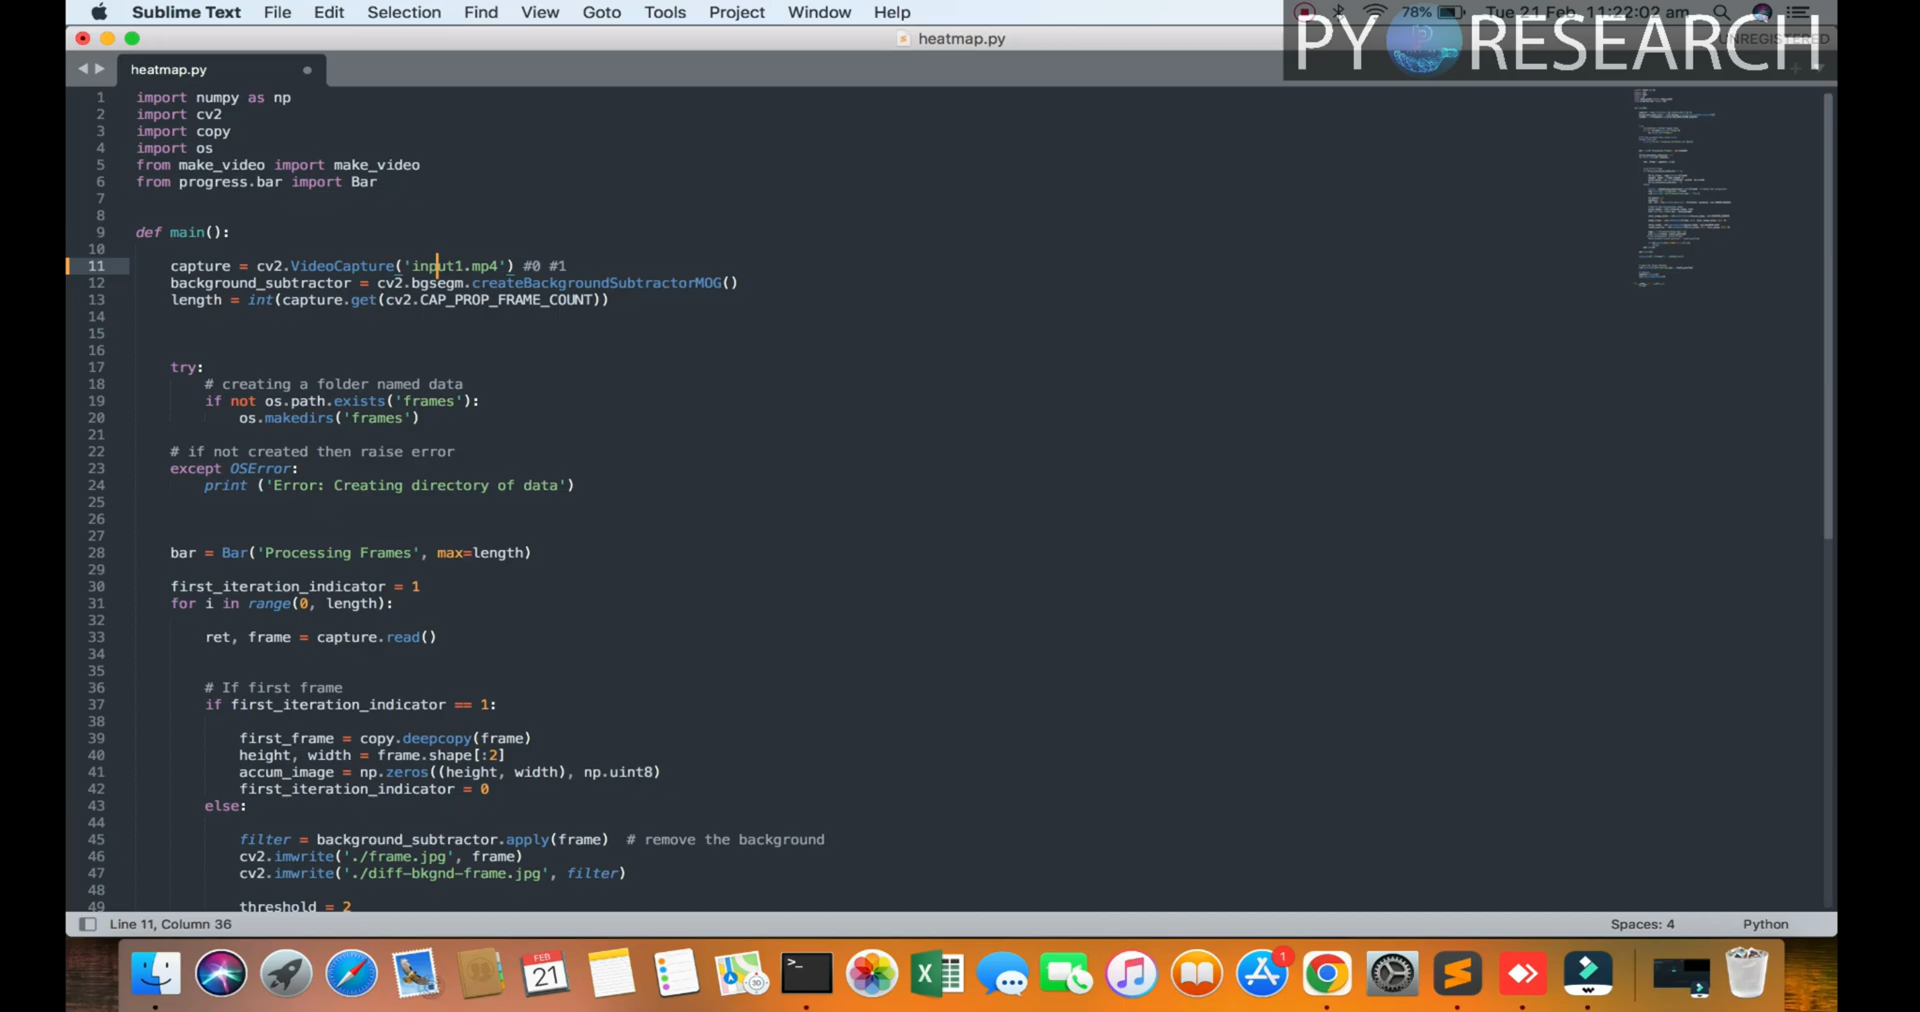 Sublime Text File Edit Selection Find View Goto Tools Project Window Help 78% Tue 21 Feb 11:22:02 am
PY RESEARCH
heatmap.py
UNREGISTERED
heatmap.py
1 import numpy as np
2 import cv2
3 import copy
4 import os
5 from make_video import make_video
6 from progress.bar import Bar
7
8
9 def main():
10
11 capture = cv2.VideoCapture('input1.mp4') #0 #1
12 background_subtractor = cv2.bgsegm.createBackgroundSubtractorMOG()
13 length = int(capture.get(cv2.CAP_PROP_FRAME_COUNT))
14
15
16
17 try:
18 # creating a folder named data
19 if not os.path.exists('frames'):
20 os.makedirs('frames')
21
22 # if not created then raise error
23 except OSError:
24 print ('Error: Creating directory of data')
25
26
27
28 bar = Bar('Processing Frames', max=length)
29
30 first_iteration_indicator = 1
31 for i in range(0, length):
32
33 ret, frame = capture.read()
34
35
36 # If first frame
37 if first_iteration_indicator == 1:
38
39 first_frame = copy.deepcopy(frame)
40 height, width = frame.shape[:2]
41 accum_image = np.zeros((height, width), np.uint8)
42 first_iteration_indicator = 0
43 else:
44
45 filter = background_subtractor.apply(frame) # remove the background
46 cv2.imwrite('./frame.jpg', frame)
47 cv2.imwrite('./diff-bkgnd-frame.jpg', filter)
48
49 threshold = 2
Line 11, Column 36 Spaces: 4 Python
FEB
21
3D
1